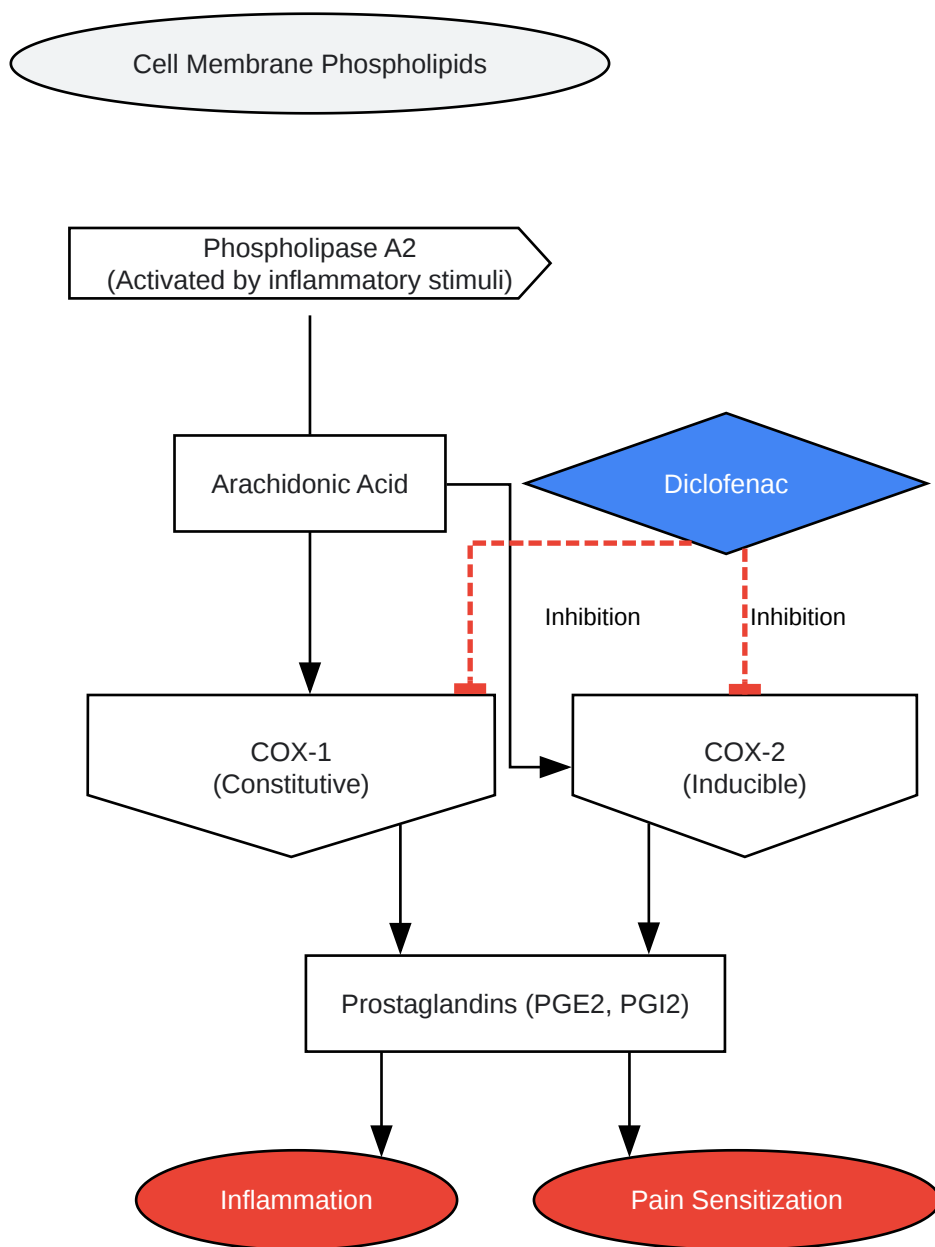 Cell Membrane Phospholipids
Phospholipase A2
(Activated by inflammatory stimuli)
Arachidonic Acid
Diclofenac
Inhibition
Inhibition
COX-1
(Constitutive)
COX-2
(Inducible)
Prostaglandins (PGE2, PGI2)
Inflammation
Pain Sensitization